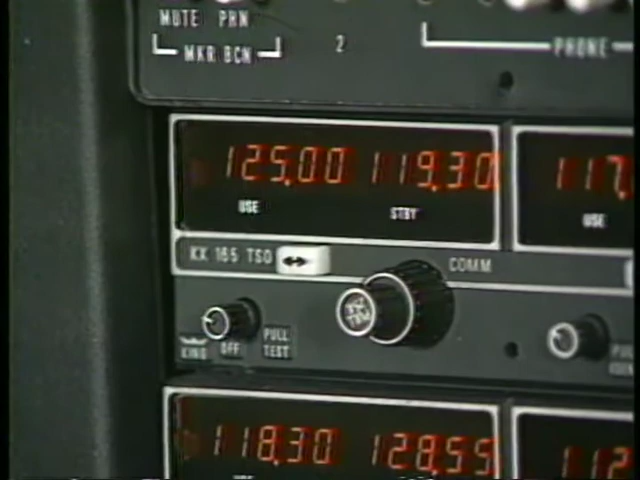 MUTE PRN
MKR BCN
2
PHONE
125.00 119.30
USE STBY
117.
USE
KX 165 TSO
COMM
KING
OFF
PULL
TEST
118.30 128.55
112